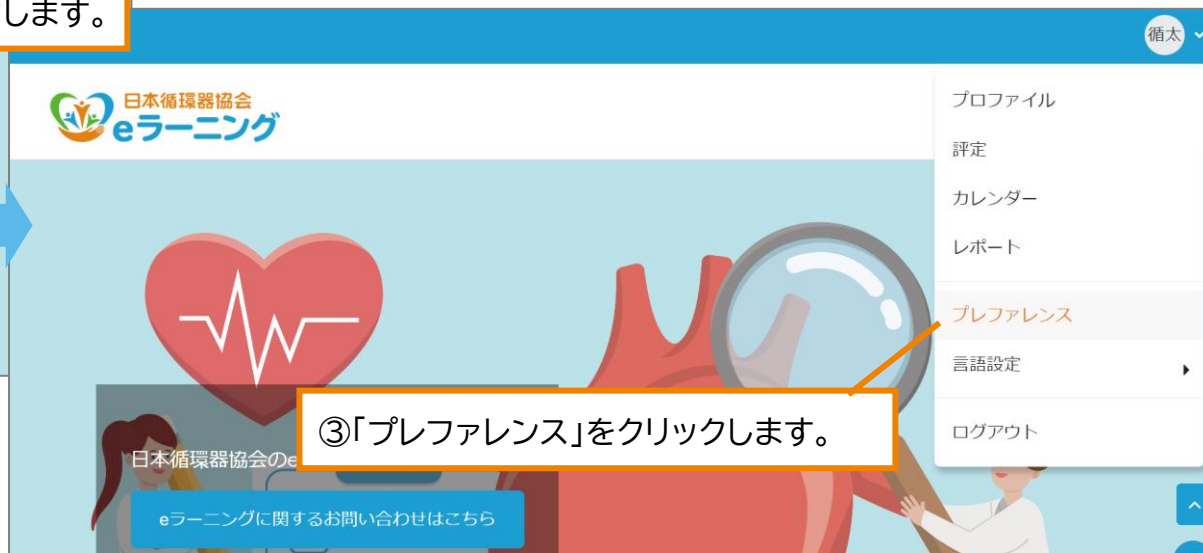 します。
循太
日本循環器協会
eラーニング
プロファイル
評定
カレンダー
レポート
プレファレンス
言語設定
ログアウト
③「プレファレンス」をクリックします。
日本循環器協会のe
eラーニングに関するお問い合わせはこちら